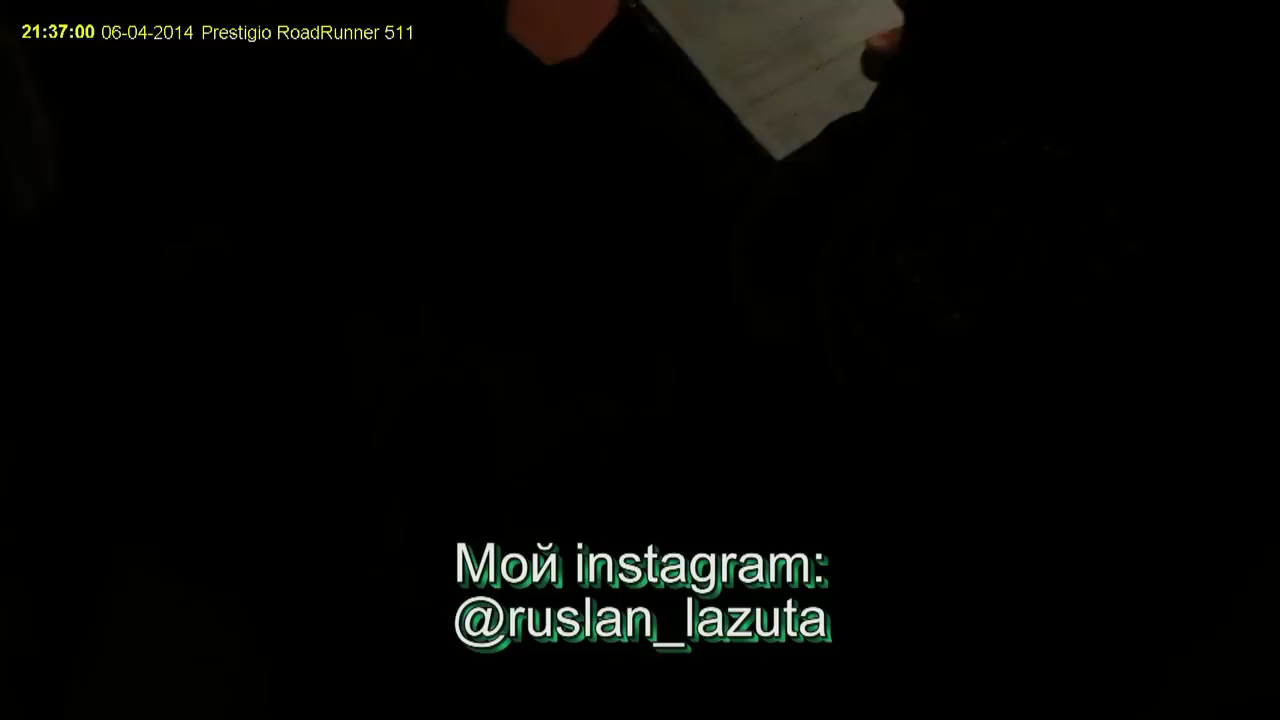 21:37:00 06-04-2014 Prestigio RoadRunner 511
Мой instagram:
@ruslan_lazuta